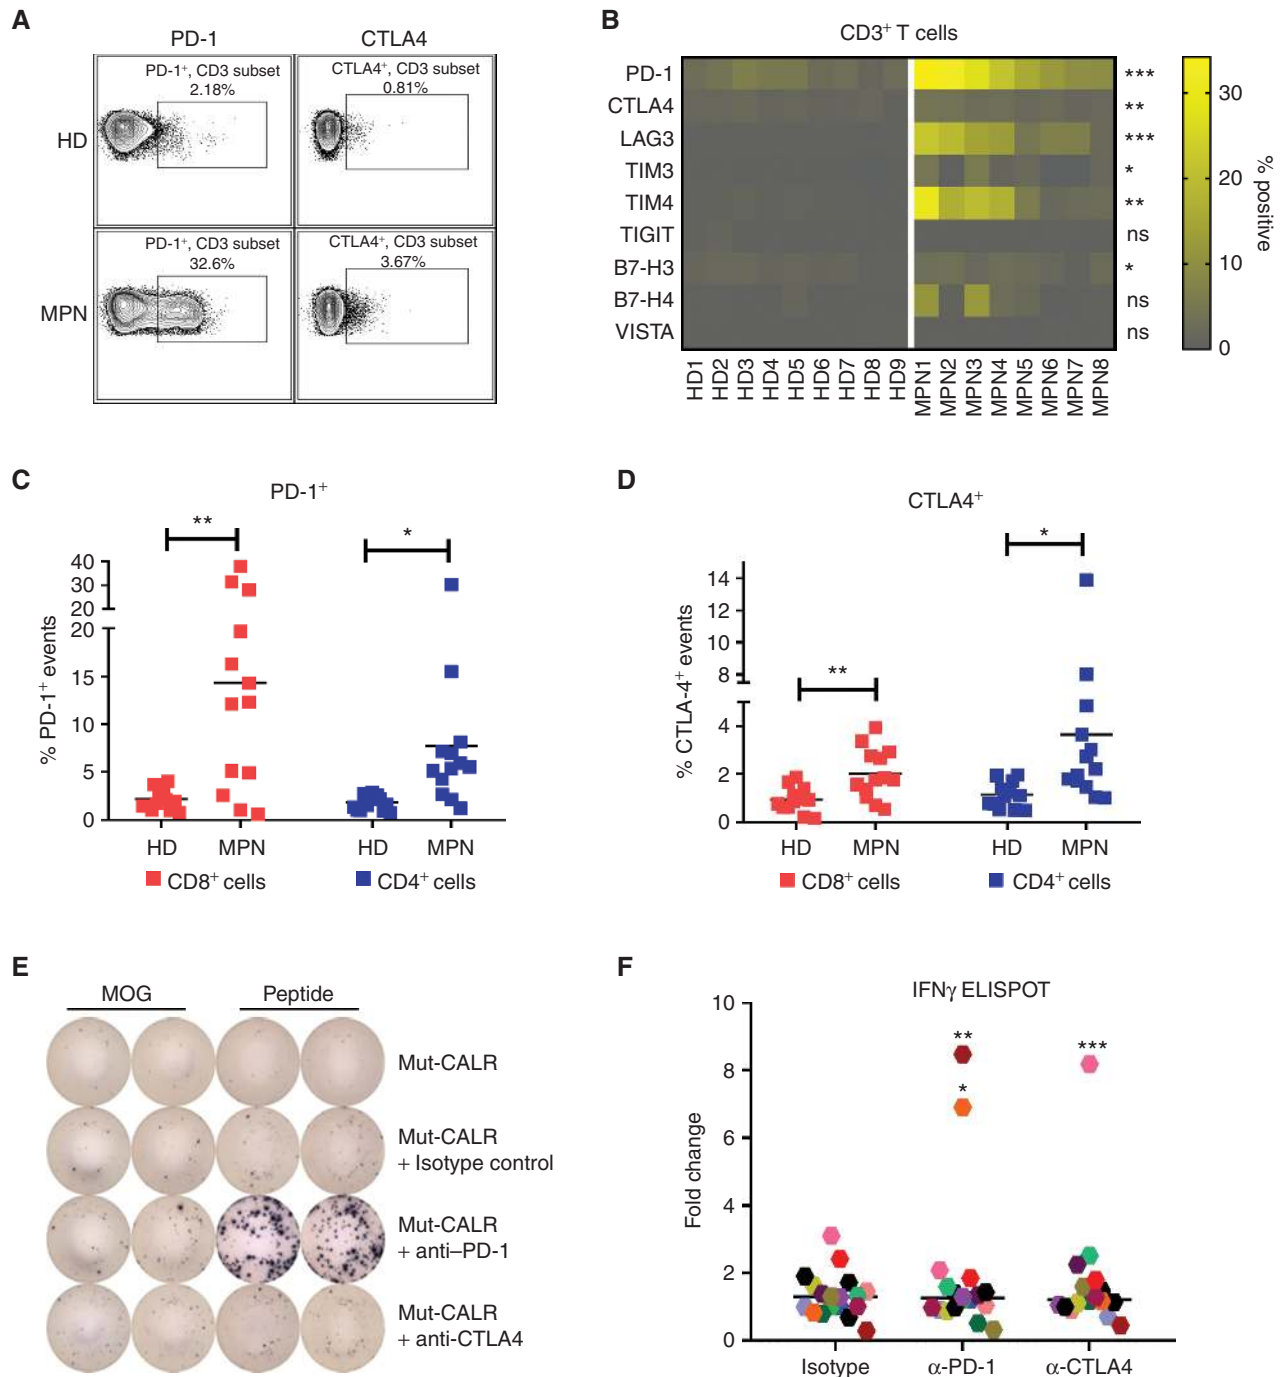 A
PD-1 CTLA4
HD
PD-1⁺, CD3 subset
2.18%
CTLA4⁺, CD3 subset
0.81%
MPN
PD-1⁺, CD3 subset
32.6%
CTLA4⁺, CD3 subset
3.67%
B
CD3⁺ T cells
PD-1 ***
CTLA4 **
LAG3 ***
TIM3 *
TIM4 **
TIGIT ns
B7-H3 *
B7-H4 ns
VISTA ns
HD1 HD2 HD3 HD4 HD5 HD6 HD7 HD8 HD9 MPN1 MPN2 MPN3 MPN4 MPN5 MPN6 MPN7 MPN8
30
20
10
0
% positive
C
PD-1⁺
** *
% PD-1⁺ events
40
30
20
20
15
10
5
0
HD MPN HD MPN
CD8⁺ cells CD4⁺ cells
D
CTLA4⁺
** *
% CTLA-4⁺ events
14
12
10
8
4
2
0
HD MPN HD MPN
CD8⁺ cells CD4⁺ cells
E
MOG Peptide
Mut-CALR
Mut-CALR
+ Isotype control
Mut-CALR
+ anti–PD-1
Mut-CALR
+ anti-CTLA4
F
IFNγ ELISPOT
Fold change
10
8
6
4
2
0
**
*
***
Isotype α-PD-1 α-CTLA4